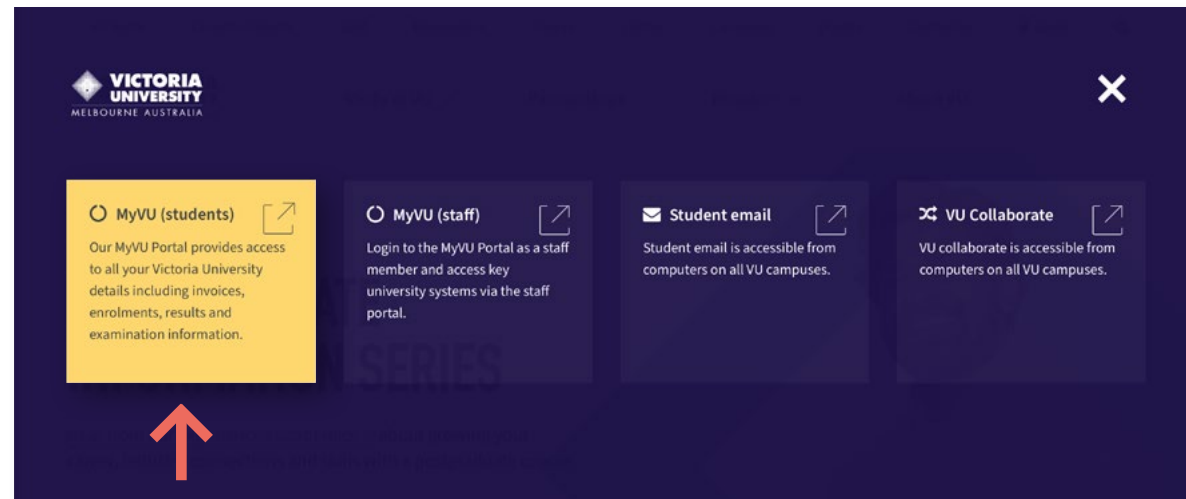 VICTORIA
UNIVERSITY
MELBOURNE AUSTRALIA
MyVU (students)
Our MyVU Portal provides access
to all your Victoria University
details including invoices,
enrolments, results and
examination information.
MyVU (staff)
Login to the MyVU Portal as a staff
member and access key
university systems via the staff
portal.
Student email
Student email is accessible from
computers on all VU campuses.
VU Collaborate
VU collaborate is accessible from
computers on all VU campuses.
SERIES